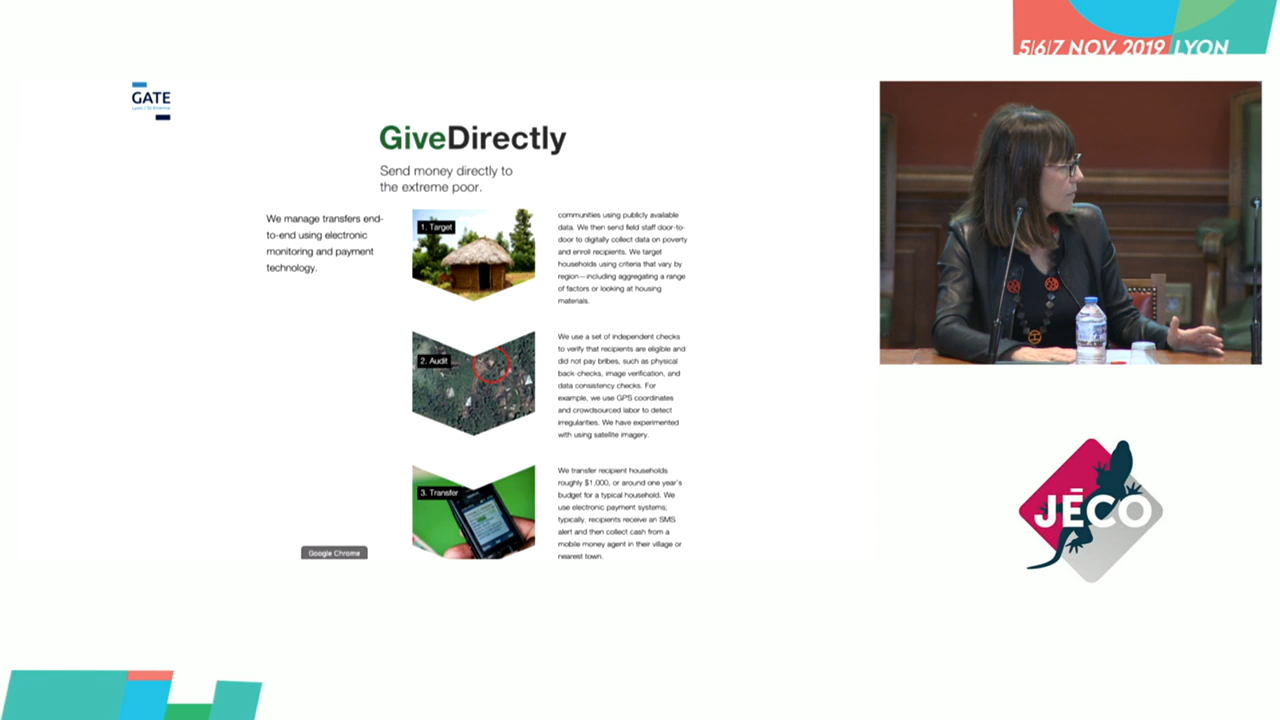 5/6/7 NOV. 2019 LYON
GATE
Lyon / St-Etienne
GiveDirectly
Send money directly to
the extreme poor.
We manage transfers end-
to-end using electronic
monitoring and payment
technology.
1. Target
communities using publicly available
data. We then send field staff door-to-
door to digitally collect data on poverty
and enroll recipients. We target
households using criteria that vary by
region—including aggregating a range
of factors or looking at housing
materials.
2. Audit
We use a set of independent checks
to verify that recipients are eligible and
did not pay bribes, such as physical
back-checks, image verification, and
data consistency checks. For
example, we use GPS coordinates
and crowdsourced labor to detect
irregularities. We have experimented
with using satellite imagery.
3. Transfer
We transfer recipient households
roughly $1,000, or around one year's
budget for a typical household. We
use electronic payment systems;
typically, recipients receive an SMS
alert and then collect cash from a
mobile money agent in their village or
nearest town.
Google Chrome
JĒCO